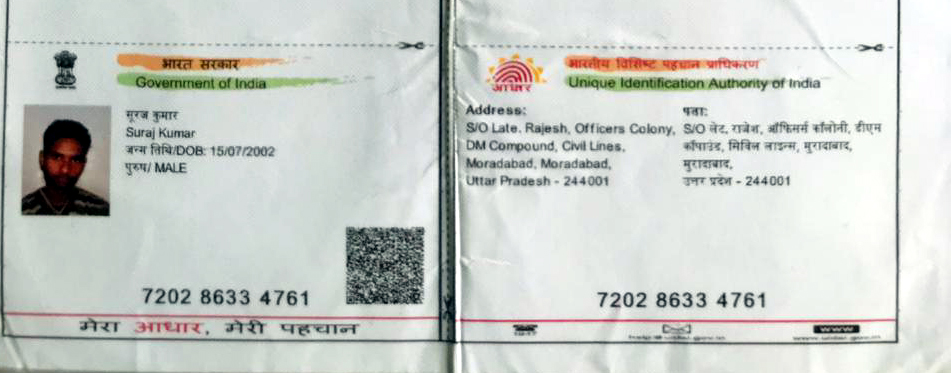 भारत सरकार
Government of India
सूरज कुमार
Suraj Kumar
जन्म तिथि/DOB: 15/07/2002
पुरुष/ MALE
7202 8633 4761
मेरा आधार, मेरी पहचान
भारतीय विशिष्ट पहचान प्राधिकरण
Unique Identification Authority of India
आधार
Address:
S/O Late. Rajesh, Officers Colony,
DM Compound, Civil Lines,
Moradabad, Moradabad,
Uttar Pradesh - 244001
पता:
S/O लेट. राजेश, ऑफिसर्स कॉलोनी, डीएम
कंपाउंड, सिविल लाइन्स, मुरादाबाद,
मुरादाबाद,
उत्तर प्रदेश - 244001
7202 8633 4761
www